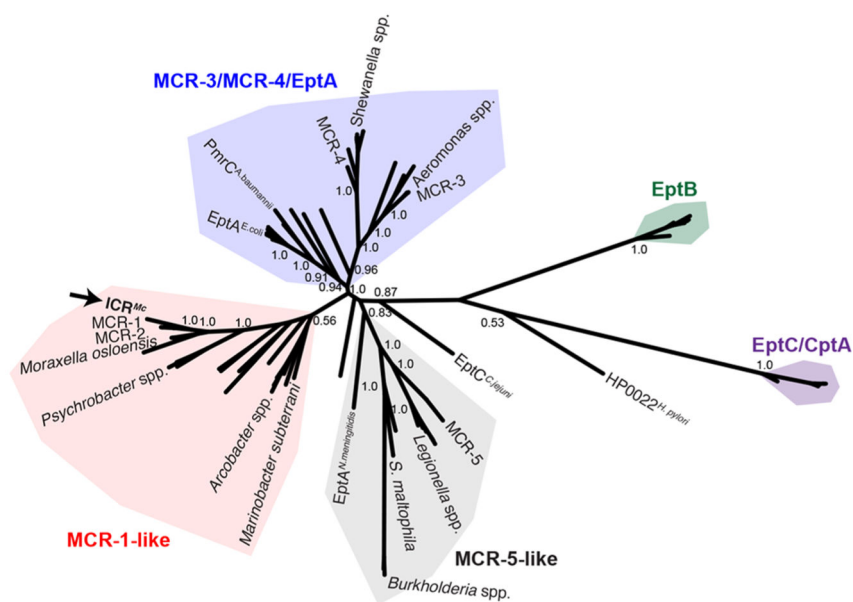 MCR-3/MCR-4/EptA
Shewanella spp.
MCR-4
Aeromonas spp.
MCR-3
1.0
1.0
1.0
1.0
PmrC A.baumannii
EptA E.coli
1.0
1.0
0.91
0.94
0.96
1.0
EptB
1.0
0.87
0.83
0.53
EptC/CptA
1.0
HP0022 H. pylori
EptC C.jejuni
ICR Mc
MCR-1
MCR-2
Moraxella osloensis
Psychrobacter spp.
1.0
1.0
1.0
0.56
Arcobacter spp.
Marinobacter subterrani
MCR-1-like
EptA N.meningitidis
1.0
1.0
1.0
1.0
MCR-5
Legionella spp.
S. maltophila
Burkholderia spp.
MCR-5-like